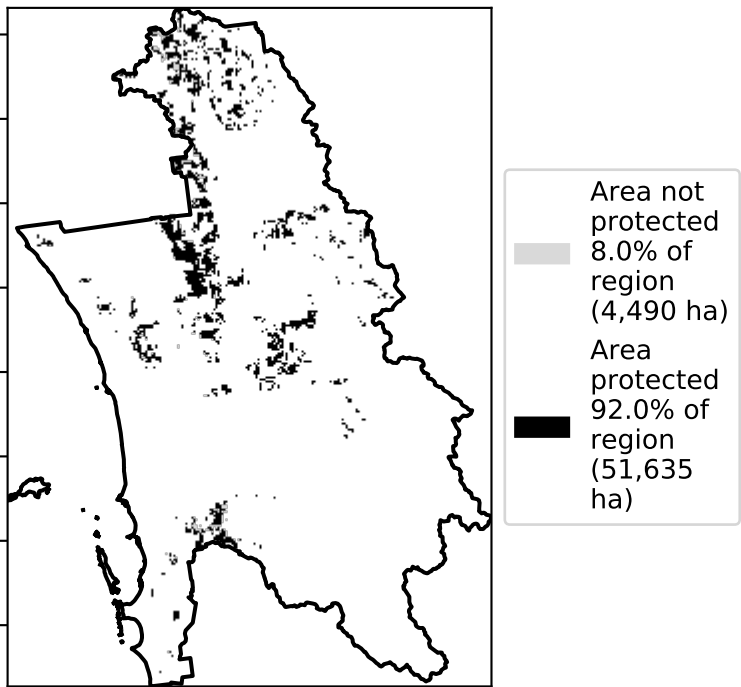 Area not
protected
8.0% of
region
(4,490 ha)
Area
protected
92.0% of
region
(51,635
ha)